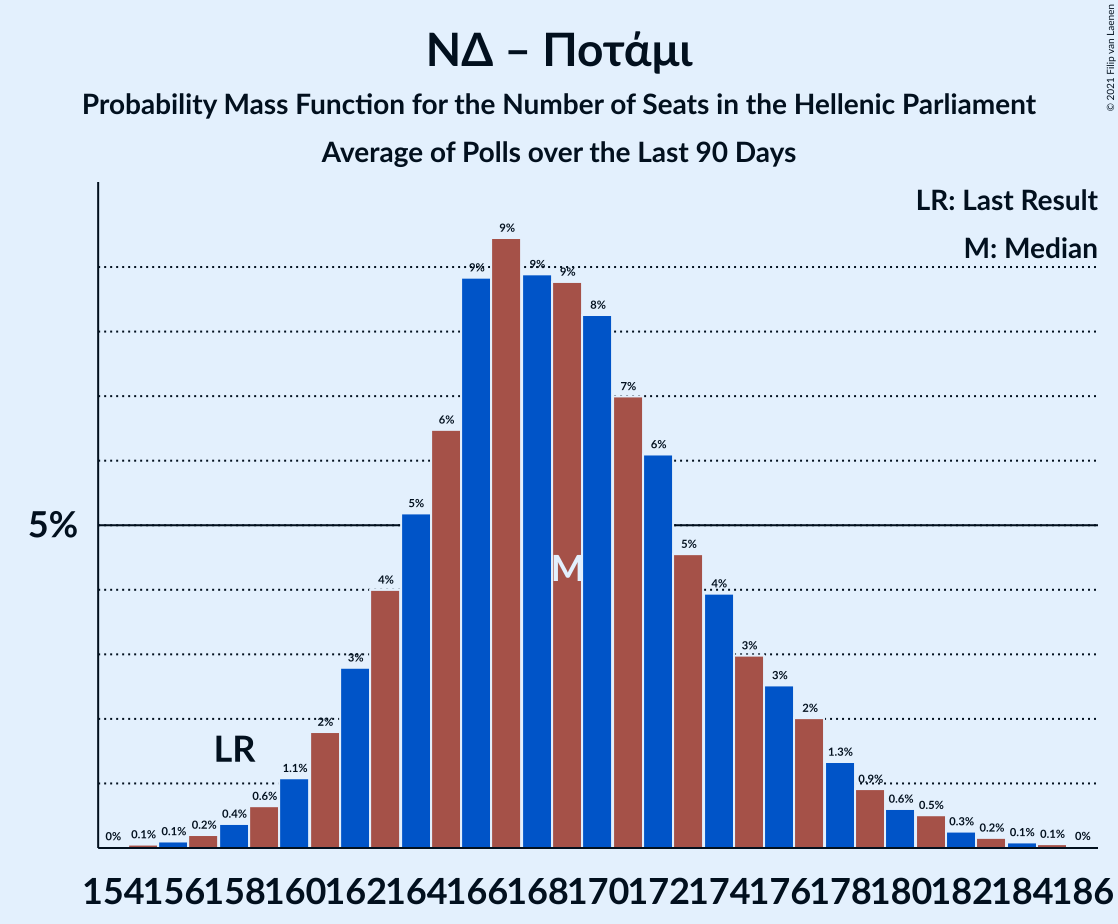 ΝΔ – Ποτάμι
Probability Mass Function for the Number of Seats in the Hellenic Parliament
Average of Polls over the Last 90 Days
© 2021 Filip van Laenen
LR: Last Result
M: Median
9%
9% 9% 9%
8%
7%
6% 6%
5%
5%
5%
M
4% 4%
3% 3%
3%
2% 2%
LR
1.1% 1.3%
0.9%
0.6% 0.6%
0.4% 0.5%
0% 0.1% 0.1% 0.2% 0.3% 0.2% 0.1% 0.1% 0%
154 156 158 160 162 164 166 168 170 172 174 176 178 180 182 184 186